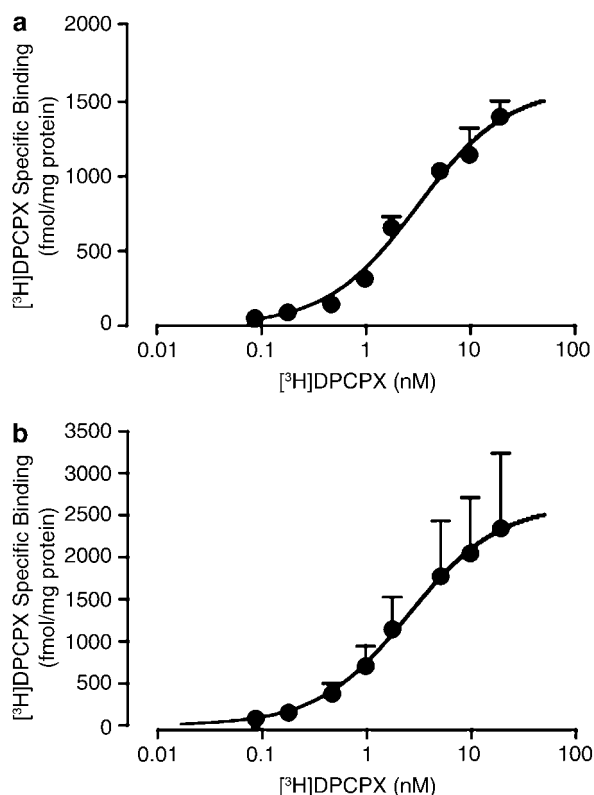 a
[³H]DPCPX Specific Binding
(fmol/mg protein)
2000
1500
1000
500
0
0.01 0.1 1 10 100
[³H]DPCPX (nM)
b
[³H]DPCPX Specific Binding
(fmol/mg protein)
3500
3000
2500
2000
1500
1000
500
0
0.01 0.1 1 10 100
[³H]DPCPX (nM)